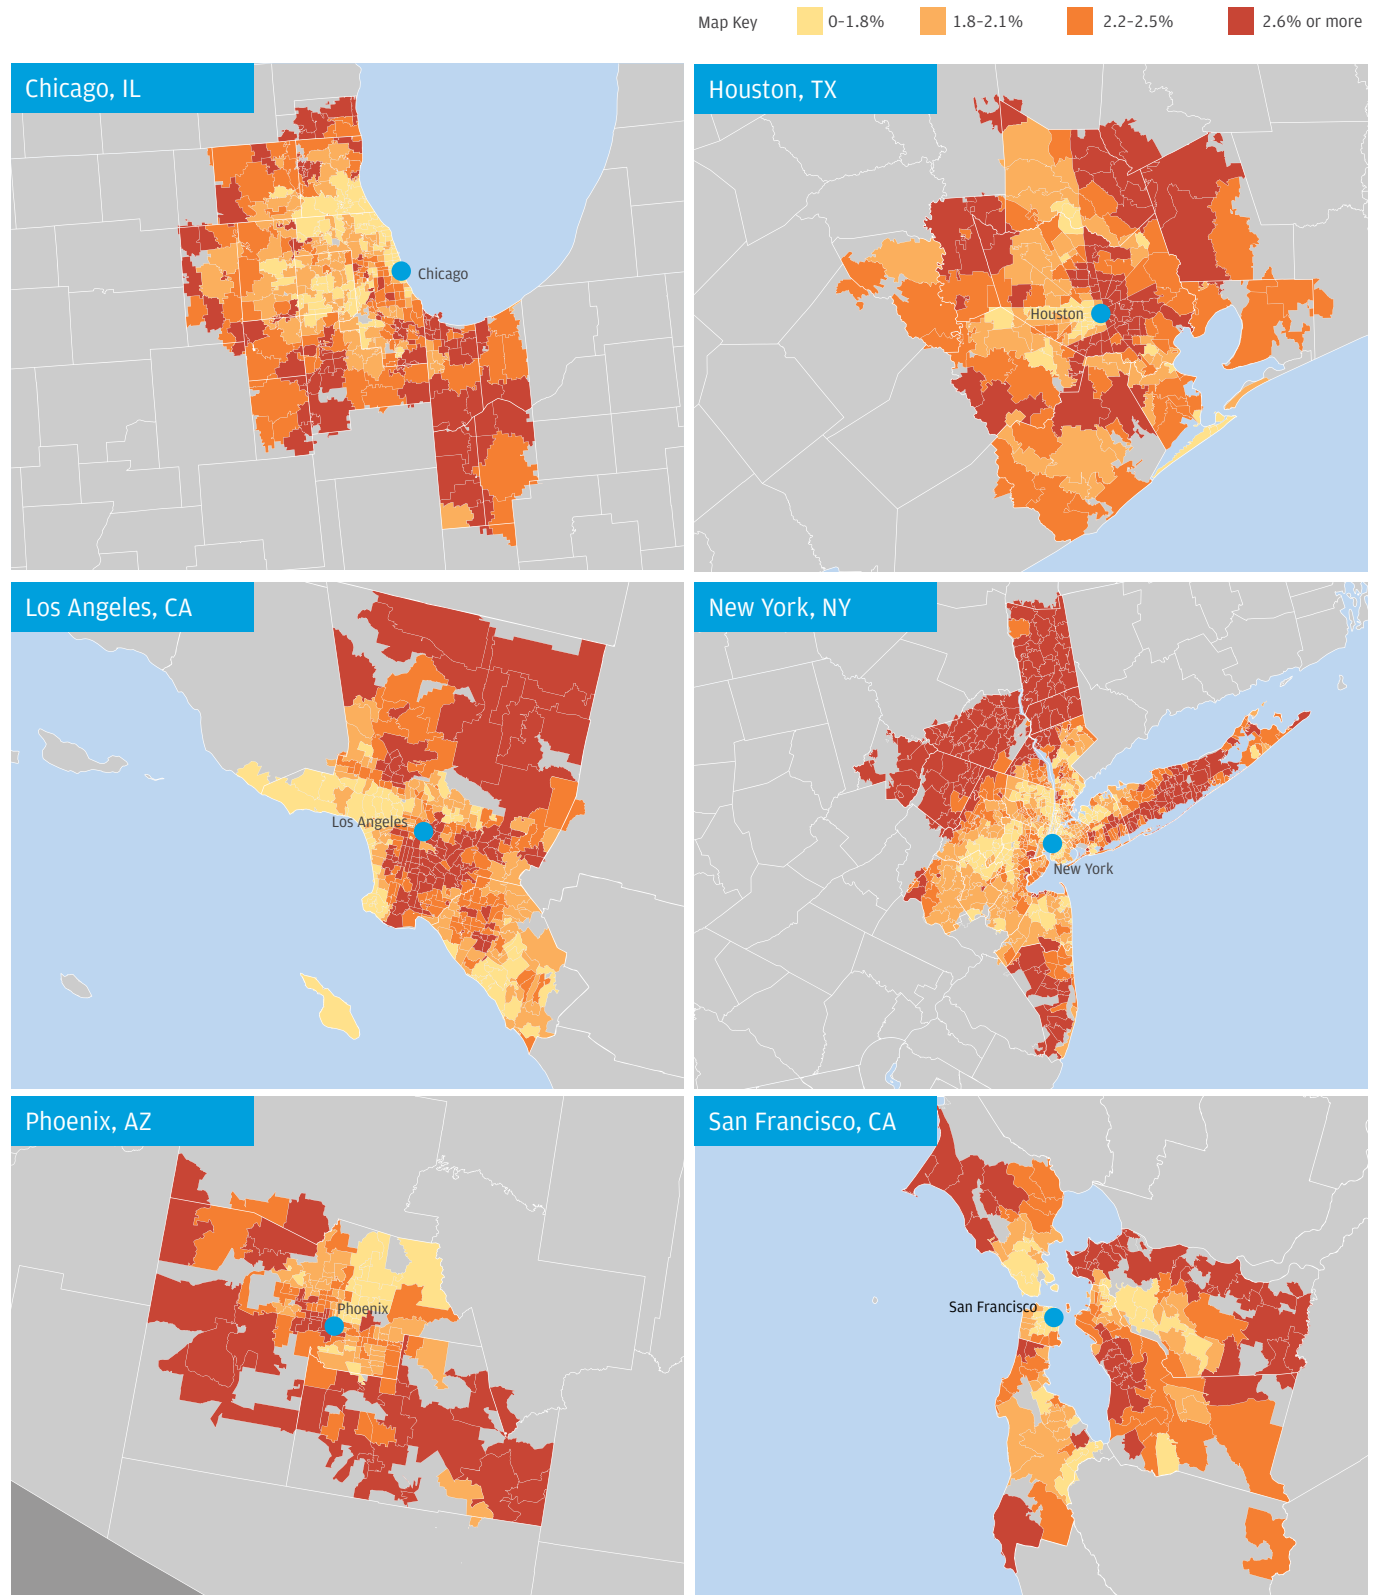 Map Key 0-1.8% 1.8-2.1% 2.2-2.5% 2.6% or more
Chicago, IL
Chicago
Houston, TX
Houston
Los Angeles, CA
Los Angeles
New York, NY
New York
Phoenix, AZ
Phoenix
San Francisco, CA
San Francisco